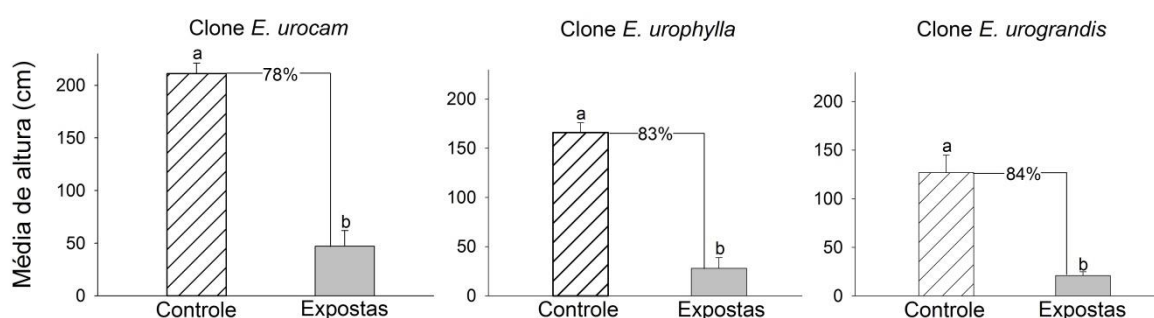 Clone E. urocam
Clone E. urophylla
Clone E. urograndis
Média de altura (cm)
200
150
100
50
0
a
78%
b
Controle
Expostas
200
150
100
50
0
a
83%
b
Controle
Expostas
200
150
100
50
0
a
84%
b
Controle
Expostas